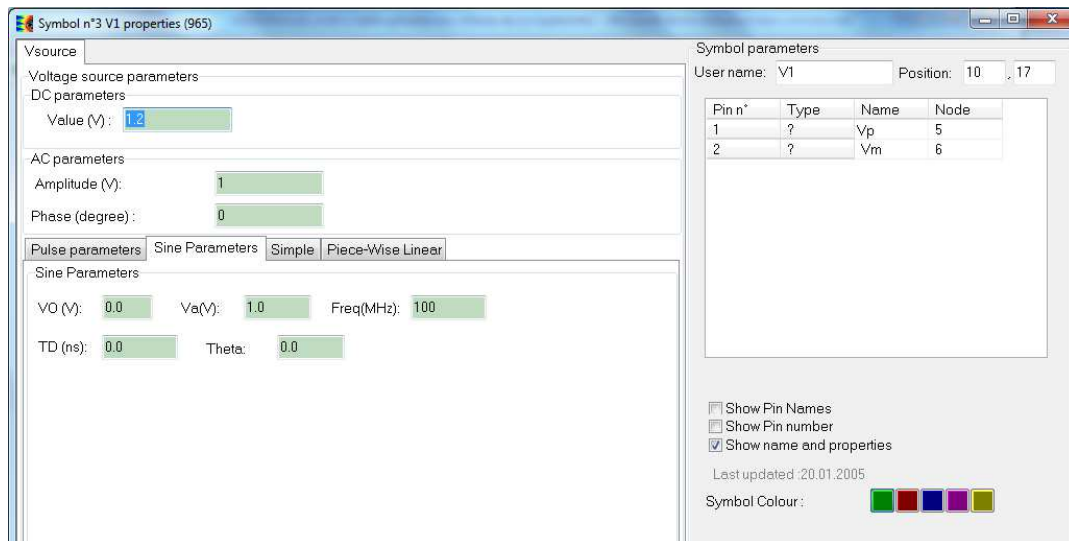 Symbol n°3 V1 properties (965)
Vsource
Voltage source parameters
DC parameters
Value (V) : 1.2
AC parameters
Amplitude (V): 1
Phase (degree) : 0
Pulse parameters Sine Parameters Simple Piece-Wise Linear
Sine Parameters
VO (V): 0.0 Va(V): 1.0 Freq(MHz): 100
TD (ns): 0.0 Theta: 0.0
Symbol parameters
User name: V1 Position: 10 , 17
Pin n° Type Name Node
1 ? Vp 5
2 ? Vm 6
Show Pin Names
Show Pin number
Show name and properties
Last updated :20.01.2005
Symbol Colour :